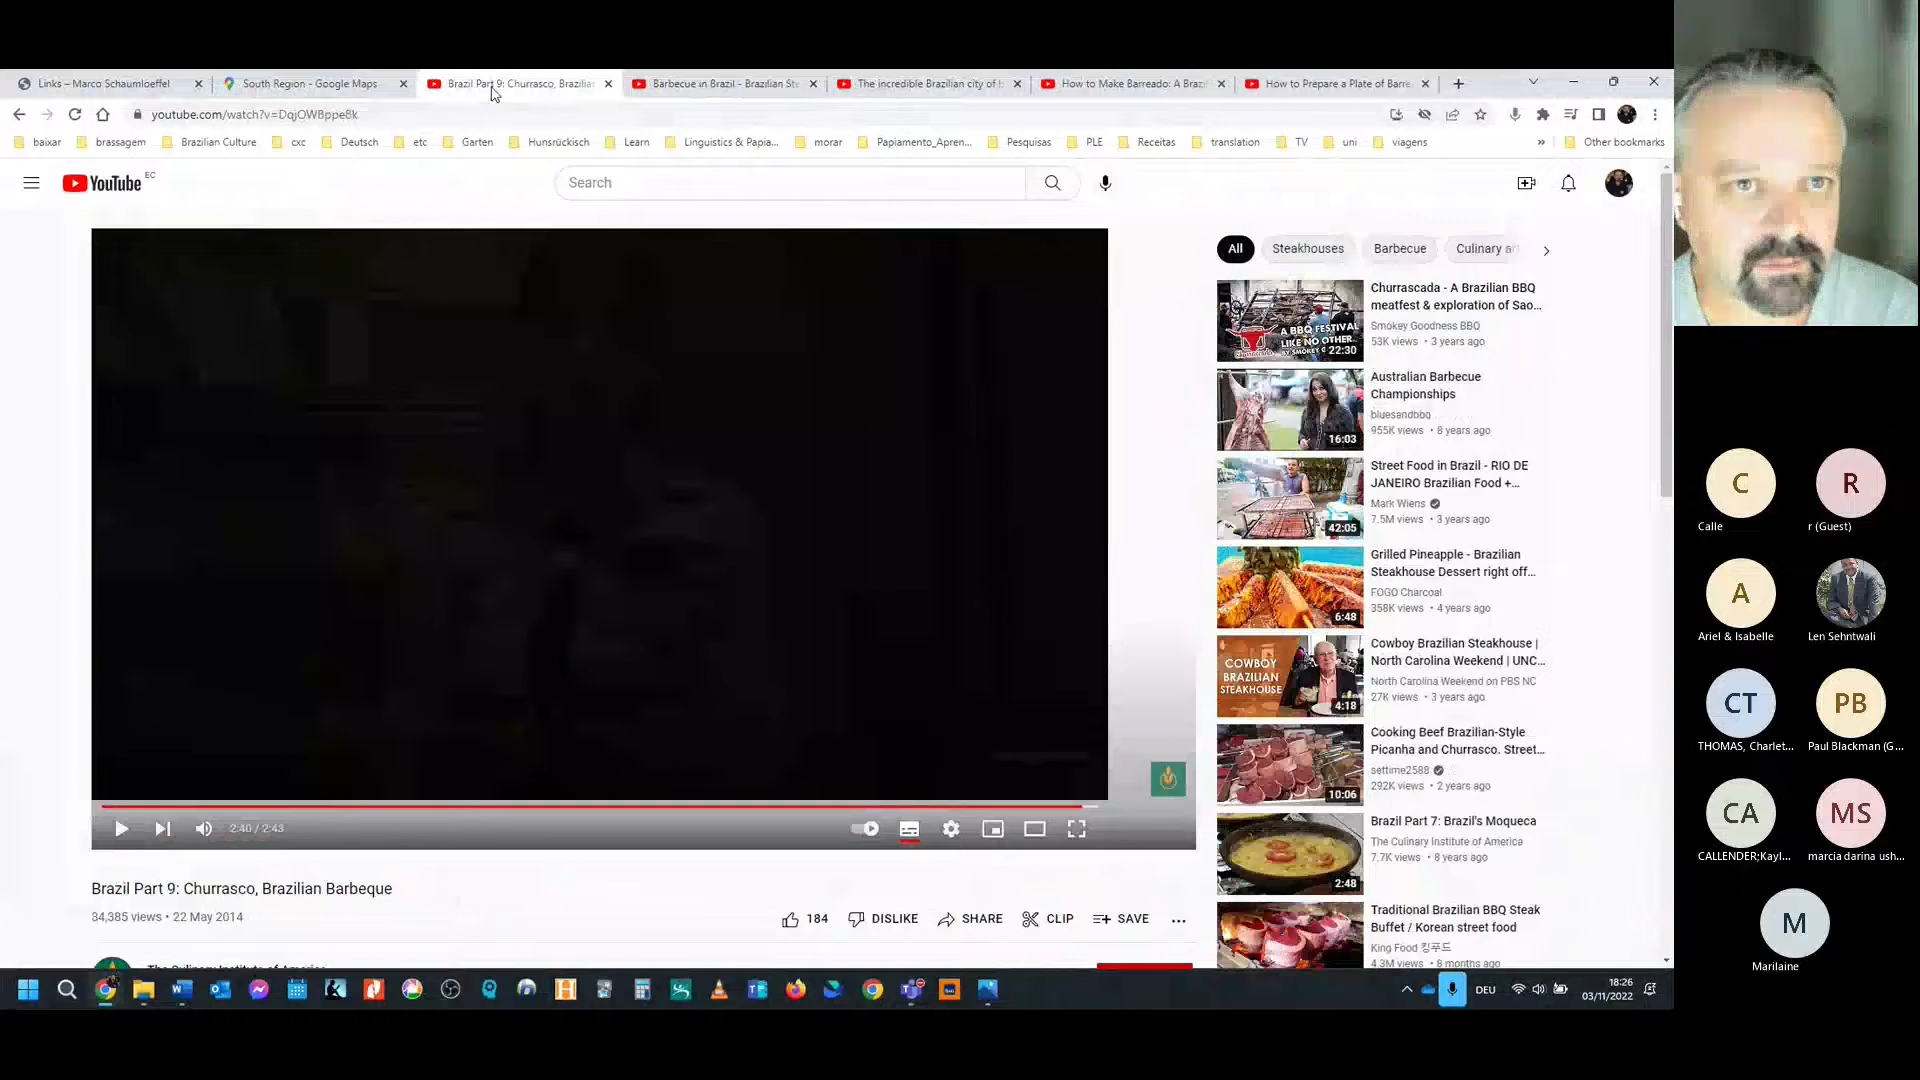 Links – Marco Schaumloeffel
South Region - Google Maps
Brazil Part 9: Churrasco, Brazilian
Barbecue in Brazil - Brazilian Ste
The incredible Brazilian city of b
How to Make Barreado: A Brazi
How to Prepare a Plate of Barre
youtube.com/watch?v=DqjOWBppe8k
baixar
brassagem
Brazilian Culture
cxc
Deutsch
etc
Garten
Hunsrückisch
Learn
Linguistics & Papia...
morar
Papiamento_Apren...
Pesquisas
PLE
Receitas
translation
TV
uni
viagens
»
Other bookmarks
YouTube EC
Search
2:40 / 2:43
Brazil Part 9: Churrasco, Brazilian Barbeque
34,385 views • 22 May 2014
184
DISLIKE
SHARE
CLIP
SAVE
...
The Culinary Institute of America
All
Steakhouses
Barbecue
Culinary ar
A BBQ FESTIVAL
LIKE NO OTHER
22:30
Churrascada - A Brazilian BBQ
meatfest & exploration of Sao...
Smokey Goodness BBQ
53K views • 3 years ago
16:03
Australian Barbecue
Championships
bluesandbbq
955K views • 8 years ago
42:05
Street Food in Brazil - RIO DE
JANEIRO Brazilian Food +...
Mark Wiens
7.5M views • 3 years ago
6:48
Grilled Pineapple - Brazilian
Steakhouse Dessert right off...
FOGO Charcoal
358K views • 4 years ago
COWBOY
BRAZILIAN
STEAKHOUSE
4:18
Cowboy Brazilian Steakhouse |
North Carolina Weekend | UNC...
North Carolina Weekend on PBS NC
27K views • 3 years ago
10:06
Cooking Beef Brazilian-Style
Picanha and Churrasco. Street...
settime2588
292K views • 2 years ago
2:48
Brazil Part 7: Brazil's Moqueca
The Culinary Institute of America
7.7K views • 8 years ago
Traditional Brazilian BBQ Steak
Buffet / Korean street food
King Food 킹푸드
4.3M views • 8 months ago
DEU
18:26
03/11/2022
C
Calle
R
r (Guest)
A
Ariel & Isabelle
Len Sehntwali
CT
THOMAS, Charlet...
PB
Paul Blackman (G...
CA
CALLENDER;Kayl...
MS
marcia darina ush...
M
Marilaine